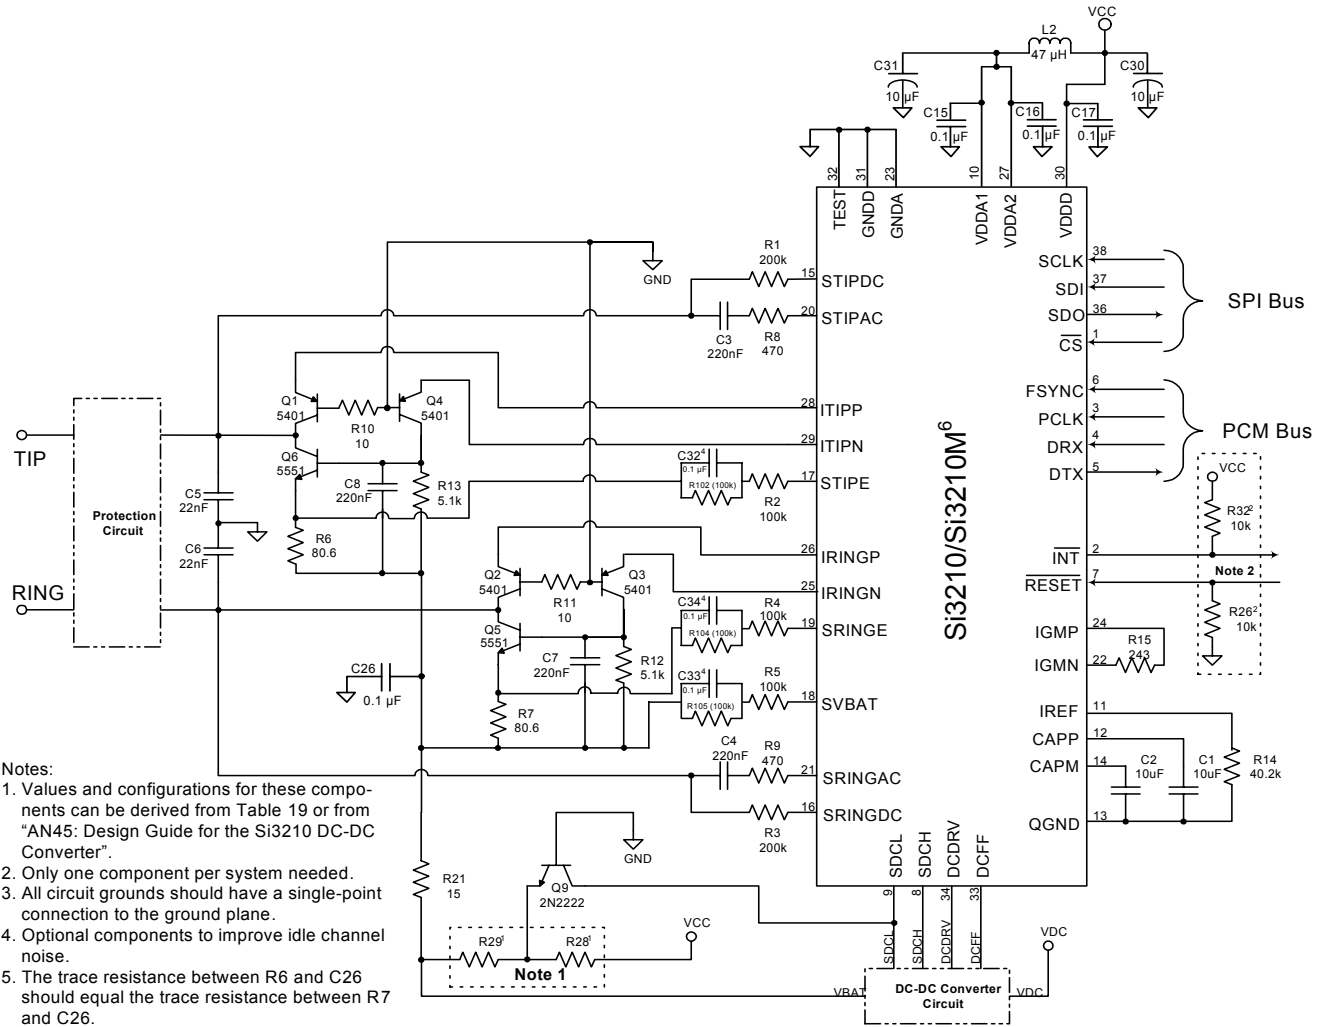 VCC
L2
47 µH
C31
10 µF
C30
10 µF
C15
0.1 µF
C16
0.1 µF
C17
0.1 µF
32
31
23
10
27
30
TEST
GNDD
GNDA
VDDA1
VDDA2
VDDD
GND
R1
200k
15
STIPDC
20
STIPAC
C3
220nF
R8
470
38
SCLK
37
SDI
36
SDO
1
CS
SPI Bus
6
FSYNC
3
PCLK
4
DRX
5
DTX
PCM Bus
Q1
5401
R10
10
Q4
5401
28
ITIPP
29
ITIPN
TIP
Q6
5551
C8
220nF
R13
5.1k
C32⁴
0.1 µF
R102 (100k)
R2
100k
17
STIPE
Protection
Circuit
C5
22nF
C6
22nF
R6
80.6
VCC
R32²
10k
2
INT
Note 2
7
RESET
R26²
10k
26
IRINGP
25
IRINGN
RING
Q2
5401
R11
10
Q3
5401
Q5
5551
C7
220nF
R12
5.1k
C34⁴
0.1 µF
R104 (100k)
R4
100k
19
SRINGE
C33⁴
0.1 µF
R105 (100k)
R5
100k
18
SVBAT
C26
0.1 µF
R7
80.6
Si3210/Si3210M⁶
24
IGMP
R15
243
22
IGMN
11
IREF
12
CAPP
14
CAPM
13
QGND
C2
10uF
C1
10uF
R14
40.2k
C4
220nF
R9
470
21
SRINGAC
16
SRINGDC
R3
200k
SDCL
SDCH
DCDRV
DCFF
9
8
34
33
SDCL
SDCH
DCDRV
DCFF
GND
Q9
2N2222
R21
15
R29¹
R28¹
Note 1
VCC
VBAT
DC-DC Converter
Circuit
VDC
VDC
Notes:
1. Values and configurations for these compo-
nents can be derived from Table 19 or from
“AN45: Design Guide for the Si3210 DC-DC
Converter”.
2. Only one component per system needed.
3. All circuit grounds should have a single-point
connection to the ground plane.
4. Optional components to improve idle channel
noise.
5. The trace resistance between R6 and C26
should equal the trace resistance between R7
and C26.